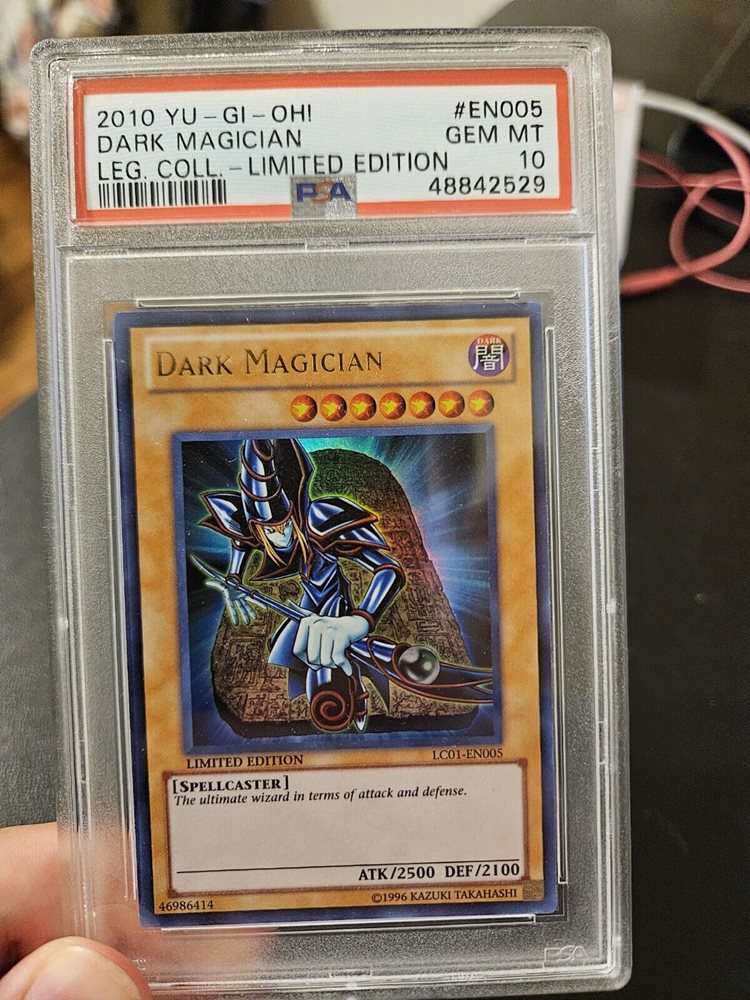 2010 YU-GI-OH! #EN005
DARK MAGICIAN GEM MT
LEG. COLL.-LIMITED EDITION 10
PSA 48842529
DARK MAGICIAN
DARK
闇
LIMITED EDITION LC01-EN005
[SPELLCASTER]
The ultimate wizard in terms of attack and defense.
ATK/2500 DEF/2100
46986414 ©1996 KAZUKI TAKAHASHI
PSA